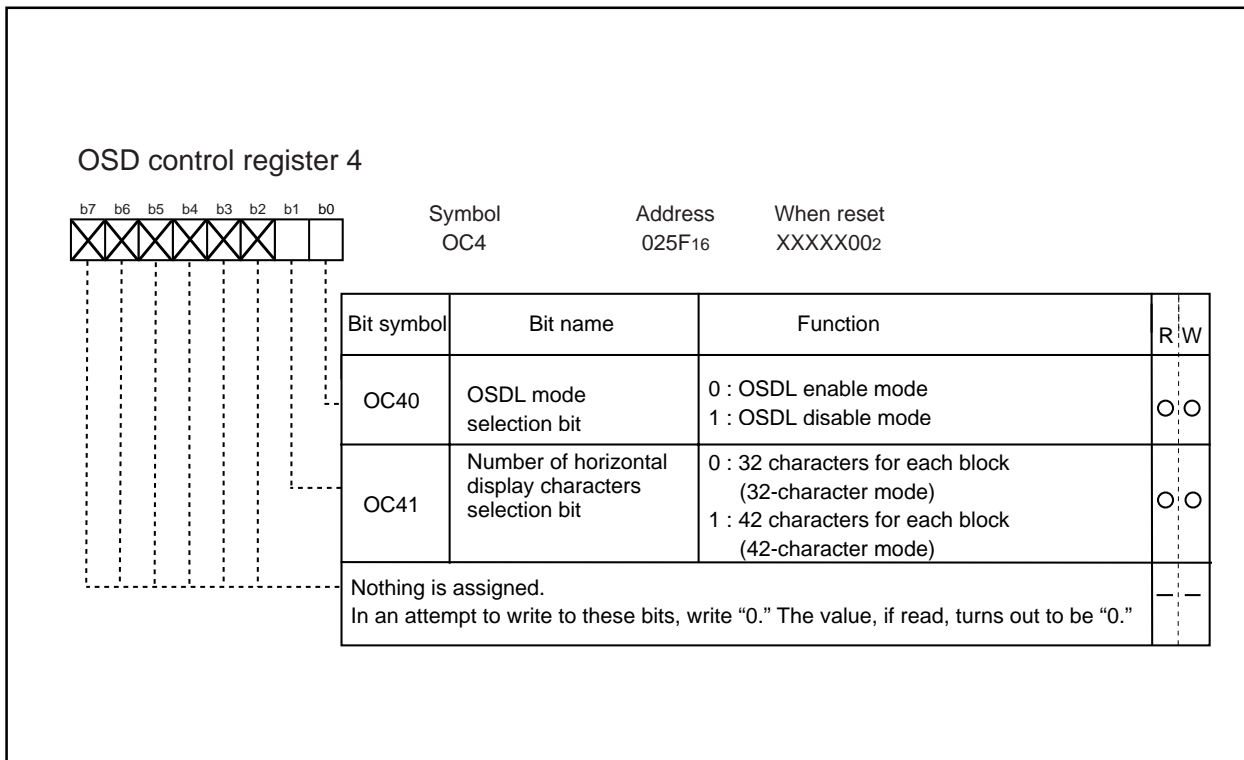 OSD control register 4
b7 b6 b5 b4 b3 b2 b1 b0
Symbol Address When reset
OC4 025F16 XXXXX002
Bit symbol Bit name Function R W
OC40 OSDL mode selection bit 0 : OSDL enable mode
1 : OSDL disable mode
OC41 Number of horizontal display characters selection bit 0 : 32 characters for each block
(32-character mode)
1 : 42 characters for each block
(42-character mode)
Nothing is assigned.
In an attempt to write to these bits, write “0.” The value, if read, turns out to be “0.”